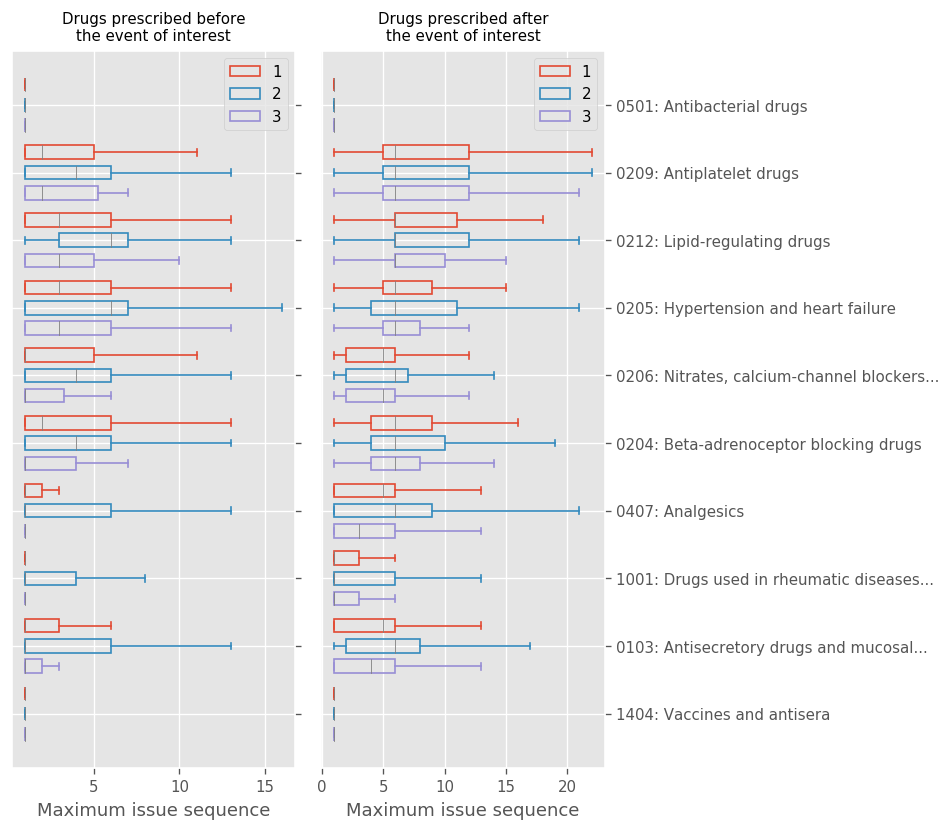 Drugs prescribed before
the event of interest
Drugs prescribed after
the event of interest
1
2
3
1
2
3
0501: Antibacterial drugs
0209: Antiplatelet drugs
0212: Lipid-regulating drugs
0205: Hypertension and heart failure
0206: Nitrates, calcium-channel blockers...
0204: Beta-adrenoceptor blocking drugs
0407: Analgesics
1001: Drugs used in rheumatic diseases...
0103: Antisecretory drugs and mucosal...
1404: Vaccines and antisera
5 10 15
0 5 10 15 20
Maximum issue sequence
Maximum issue sequence